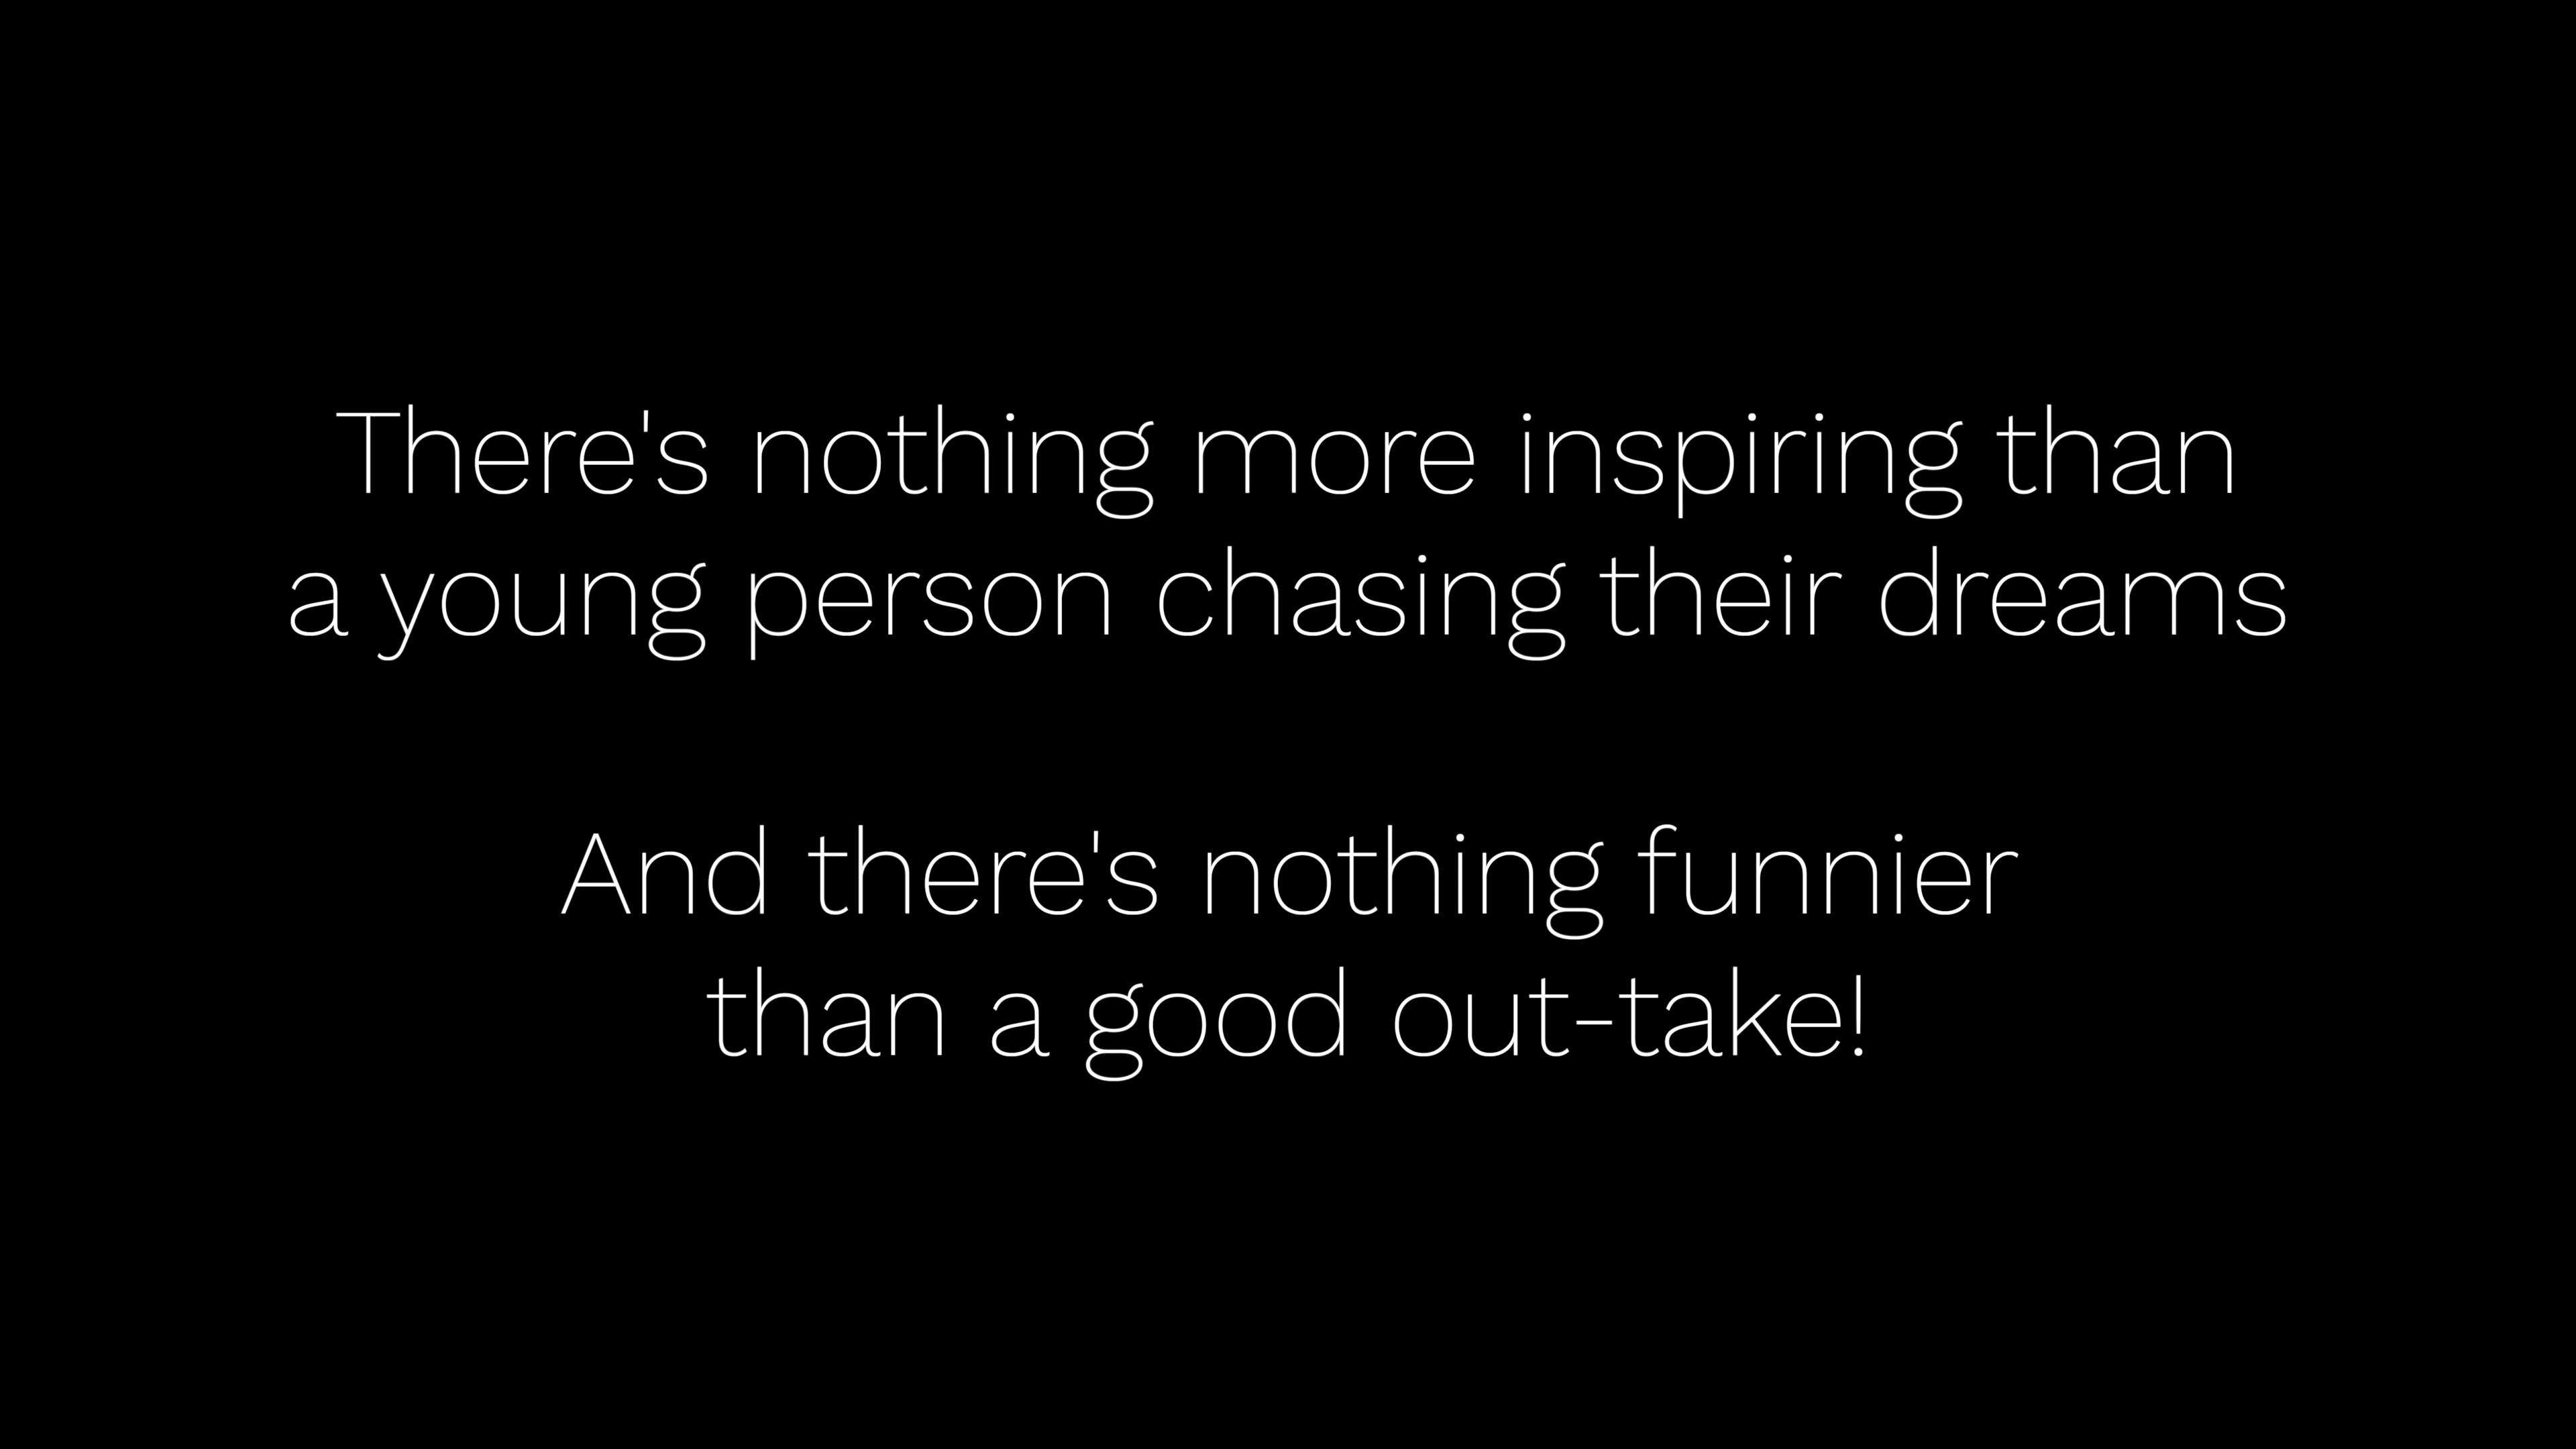 There's nothing more inspiring than
a young person chasing their dreams
And there's nothing funnier
than a good out-take!